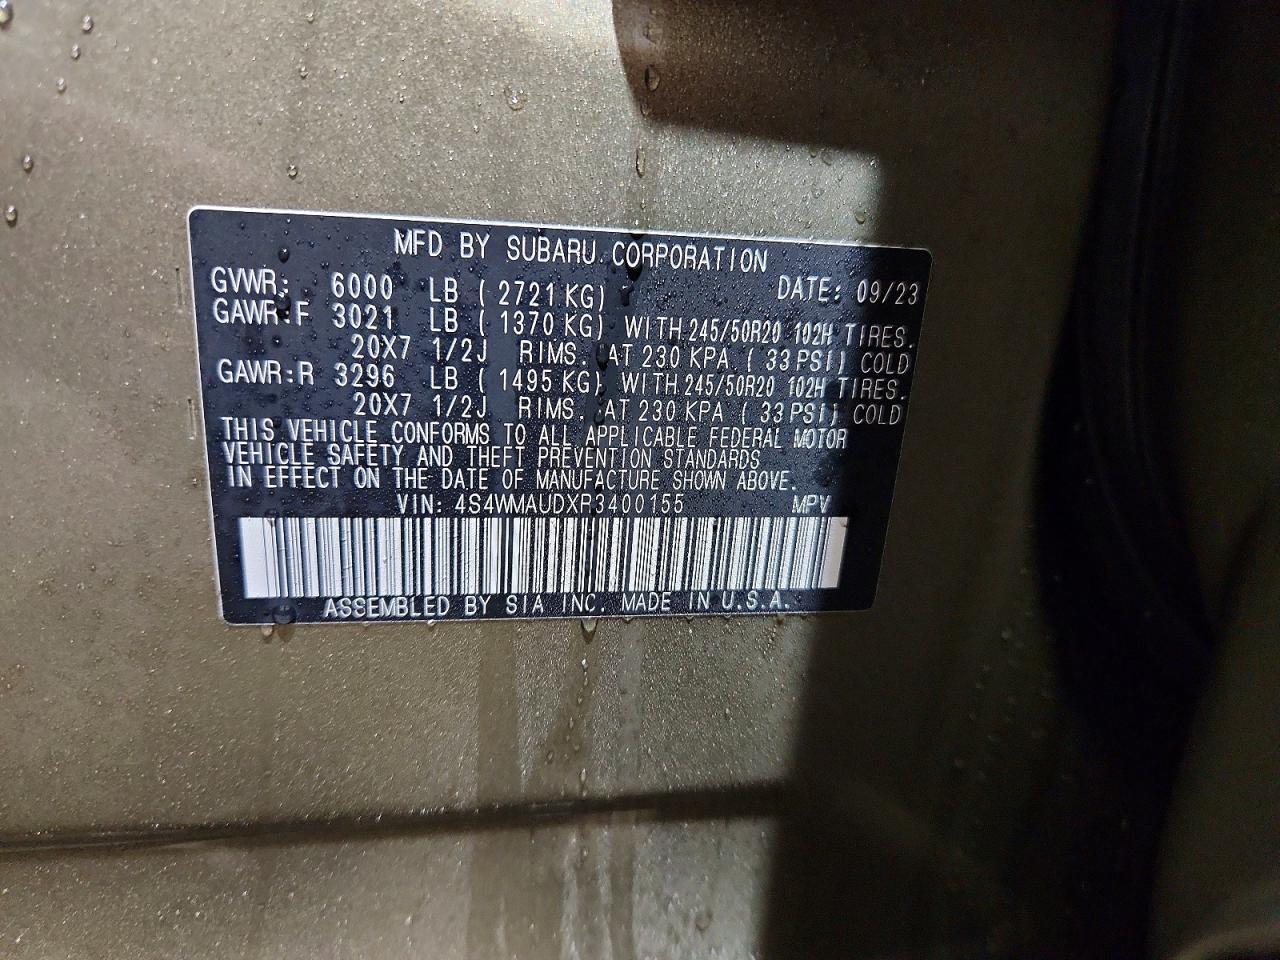 MFD BY SUBARU CORPORATION
GVWR: 6000 LB ( 2721 KG) DATE: 09/23
GAWR:F 3021 LB ( 1370 KG) WITH 245/50R20 102H TIRES.
20X7 1/2J RIMS. AT 230 KPA ( 33 PSI) COLD
GAWR:R 3296 LB ( 1495 KG) WITH 245/50R20 102H TIRES.
20X7 1/2J RIMS. AT 230 KPA ( 33 PSI) COLD
THIS VEHICLE CONFORMS TO ALL APPLICABLE FEDERAL MOTOR
VEHICLE SAFETY AND THEFT PREVENTION STANDARDS
IN EFFECT ON THE DATE OF MANUFACTURE SHOWN ABOVE.
VIN: 4S4WMAUDXR3400155 MPV
ASSEMBLED BY SIA INC. MADE IN U.S.A.